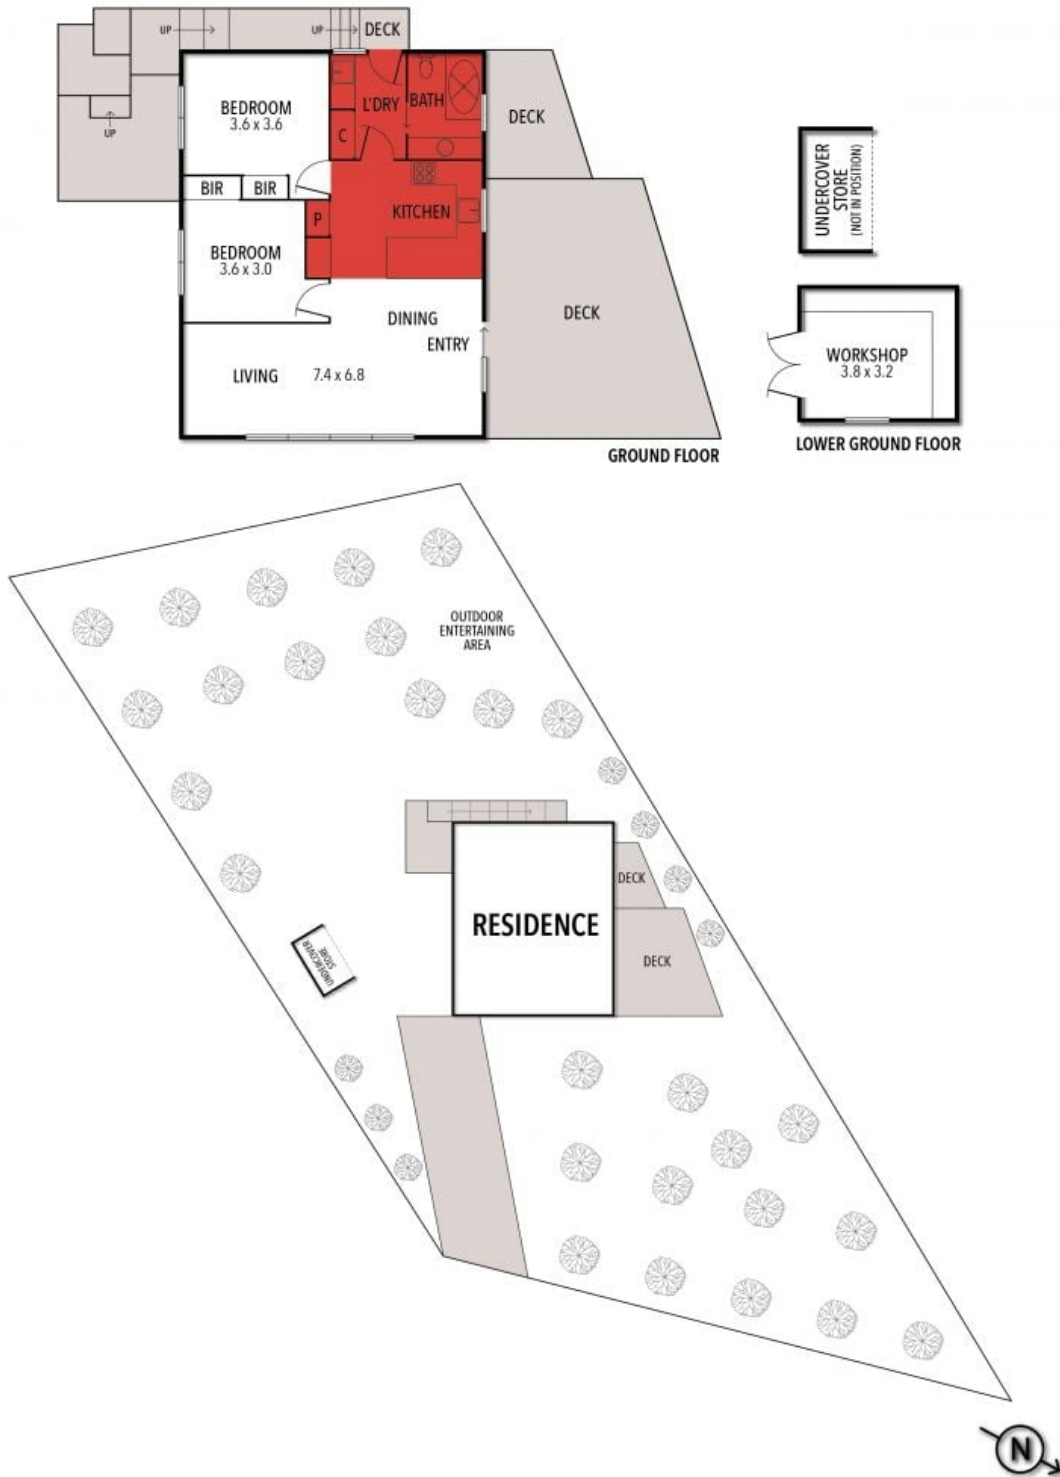 UP
UP
DECK
BEDROOM
3.6 x 3.6
L'DRY
BATH
C
DECK
UP
BIR
BIR
P
KITCHEN
BEDROOM
3.6 x 3.0
DINING
ENTRY
LIVING
7.4 x 6.8
DECK
GROUND FLOOR
UNDERCOVER
STORE
(NOT IN POSITION)
WORKSHOP
3.8 x 3.2
LOWER GROUND FLOOR
OUTDOOR
ENTERTAINING
AREA
DECK
RESIDENCE
DECK
UNDERCOVER
STORE
N